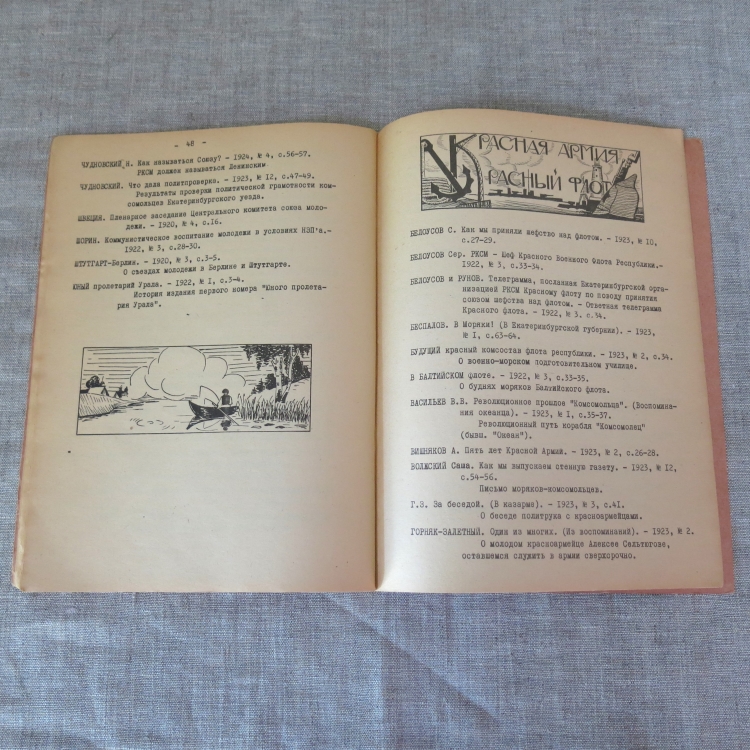 - 48 -
ЧУДНОВСКИЙ Н. Как называться Союзу? - 1924, № 4, с.56-57.
РКСМ должен называться Ленинским
ЧУДНОВСКИЙ. Что дала политпроверка. - 1923, № 12, с.47-49.
Результаты проверки политической грамотности ком-
сомольцев Екатеринбургского уезда.
ШВЕЦИЯ. Пленарное заседание Центрального комитета союза моло-
дежи. - 1920, № 4, с.16.
ШОРИН. Коммунистическое воспитание молодежи в условиях НЭП'а.-
1922, № 3, с.28-30.
ШТУТГАРТ-Берлин. - 1920, № 3, с.3-5.
О съездах молодежи в Берлине и Штутгарте.
ЮНЫЙ пролетарий Урала. - 1922, № I, с.3-4.
История издания первого номера "Юного пролета-
рия Урала".
КРАСНАЯ АРМИЯ
КРАСНЫЙ ФЛОТ
БЕЛОУСОВ С. Как мы приняли шефство над флотом. - 1923, № 10,
с.27-29.
БЕЛОУСОВ Сер. РКСМ - Шеф Красного Военного Флота Республики.-
1922, № 3, с.33-34.
БЕЛОУСОВ и РУНОВ. Телеграмма, посланная Екатеринбургской орга-
низацией РКСМ Красному флоту по поводу принятия
союзом шефства над флотом. - Ответная телеграмма
Красного флота. - 1922, № 3. с.34.
БЕСПАЛОВ. В Моряки! (В Екатеринбургской губернии). - 1923,
№ I, с.63-64.
БУДУЩИЙ красный комсостав флота республики. - 1923, № 2, с.34.
О военно-морском подготовительном училище.
В БАЛТИЙСКОМ флоте. - 1922, № 3, с.33-35.
О буднях моряков Балтийского флота.
ВАСИЛЬЕВ В.В. Революционное прошлое "Комсомольца". (Воспомина-
ния океанца). - 1923, № I, с.35-37.
Революционный путь корабля "Комсомолец"
(бывш. "Океан").
ВИШНЯКОВ А. Пять лет Красной Армии. - 1923, № 2, с.26-28.
ВОЛЖСКИЙ Саша. Как мы выпускаем стенную газету. - 1923, № 12,
с.54-56.
Письмо моряков-комсомольцев.
Г.З. За беседой. (В казарме). - 1923, № 3, с.41.
О беседе политрука с красноармейцами.
ГОРНЯК-ЗАЛЕТНЫЙ. Один из многих. (Из воспоминаний). - 1923, № 2.
О молодом красноармейце Алексее Сельтюгове,
оставшемся служить в армии сверхсрочно.